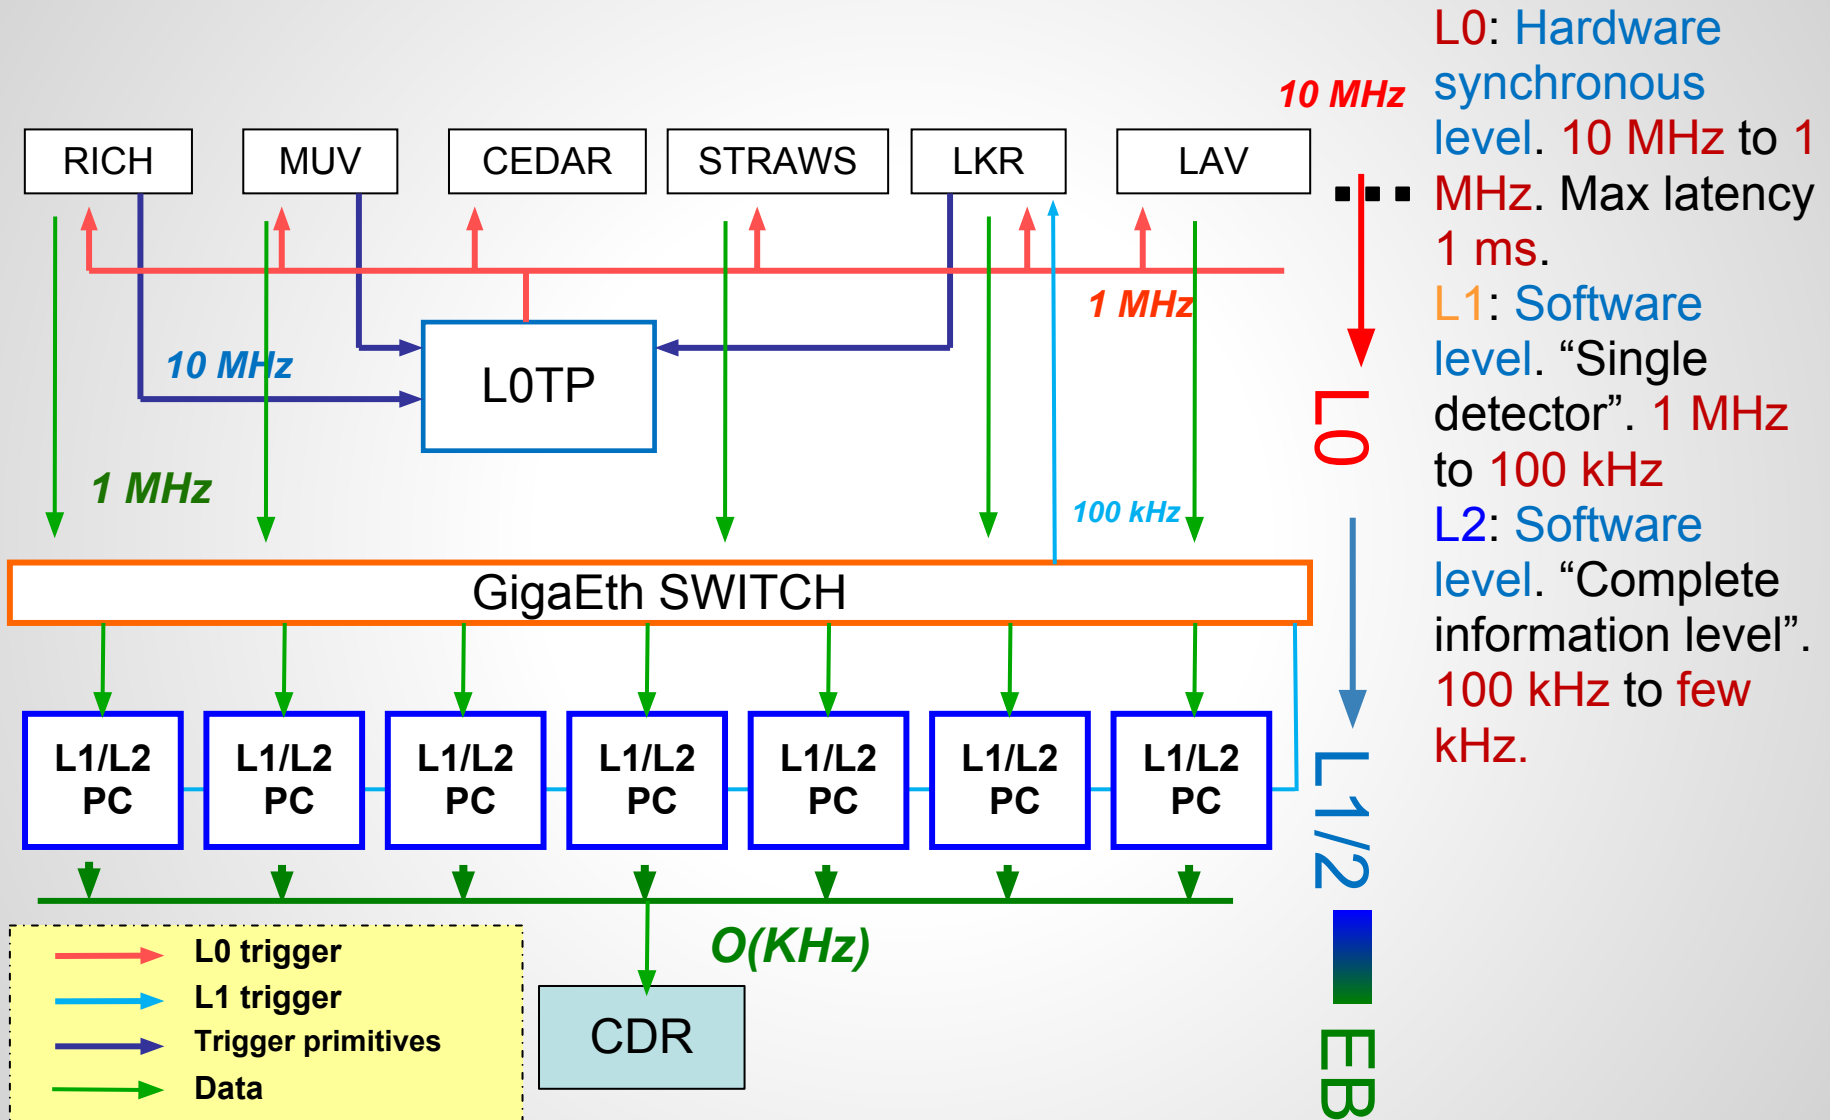 10 MHz
RICH
MUV
CEDAR
STRAWS
LKR
LAV
1 MHz
10 MHz
L0TP
1 MHz
100 kHz
GigaEth SWITCH
L1/L2
PC
L1/L2
PC
L1/L2
PC
L1/L2
PC
L1/L2
PC
L1/L2
PC
L1/L2
PC
O(KHz)
CDR
L0 trigger
L1 trigger
Trigger primitives
Data
L0
L1/2
EB
L0: Hardware
synchronous
level. 10 MHz to 1
MHz. Max latency
1 ms.
L1: Software
level. “Single
detector”. 1 MHz
to 100 kHz
L2: Software
level. “Complete
information level”.
100 kHz to few
kHz.